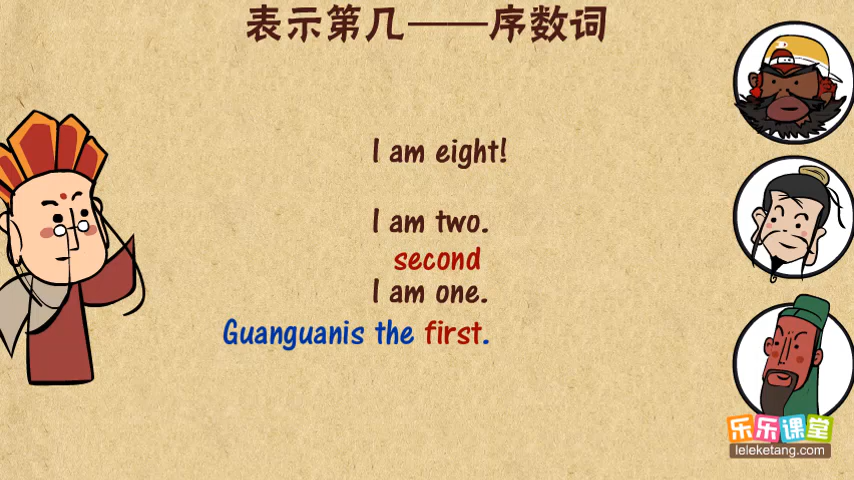 表示第几——序数词
I am eight!
I am two.
second
I am one.
Guanguanis the first.
乐乐课堂
leleketang.com